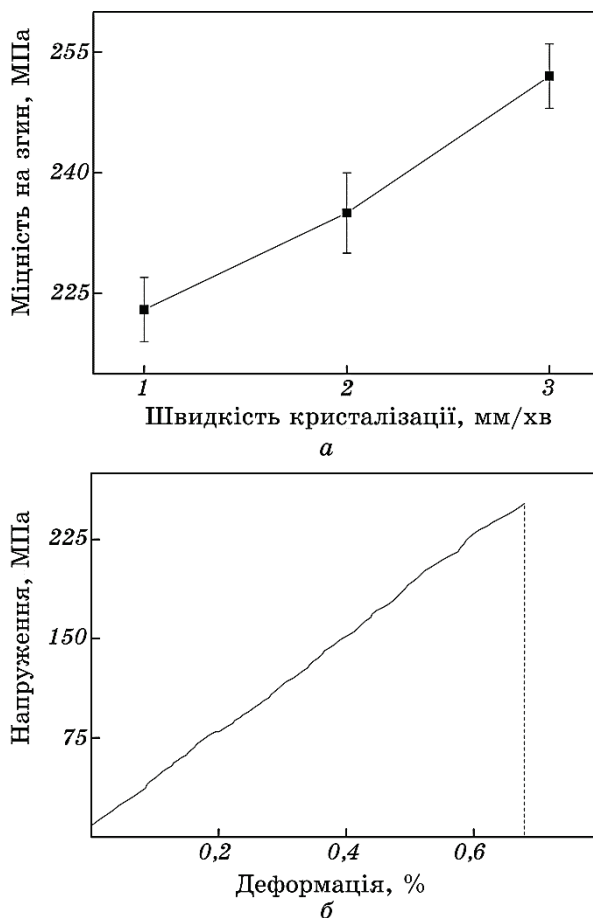 Міцність на згин, МПа
255
240
225
1 2 3
Швидкість кристалізації, мм/хв
а
Напруження, МПа
225
150
75
0,2 0,4 0,6
Деформація, %
б